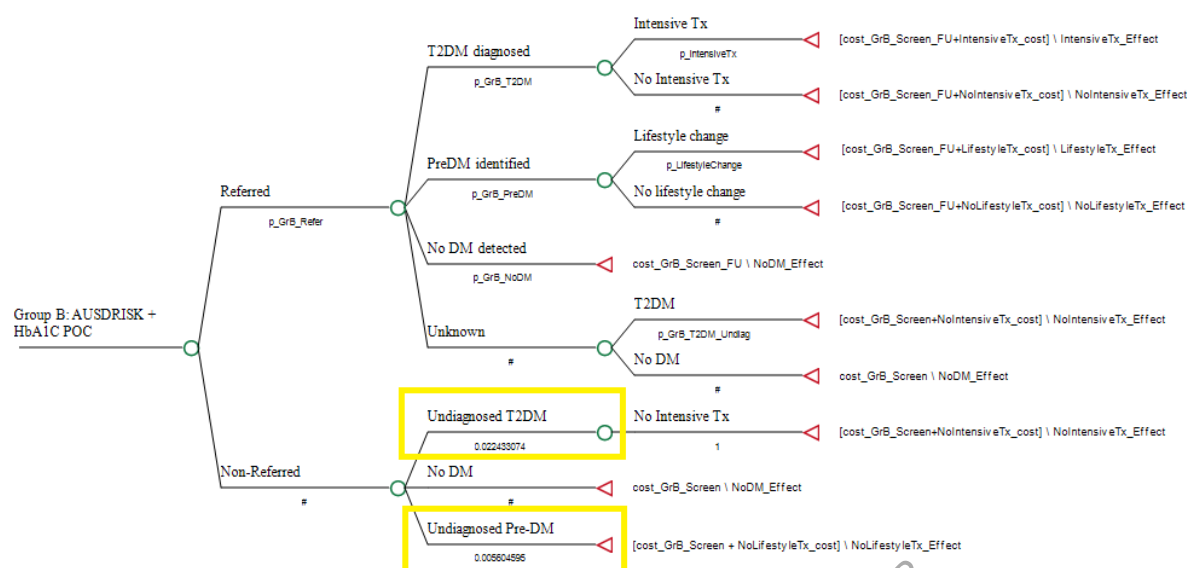 Intensive Tx
p_IntensiveTx
[cost_GrB_Screen_FU+IntensiveTx_cost] \ IntensiveTx_Effect
T2DM diagnosed
p_GrB_T2DM
No Intensive Tx
#
[cost_GrB_Screen_FU+NoIntensiveTx_cost] \ NoIntensiveTx_Effect
Lifestyle change
p_LifestyleChange
[cost_GrB_Screen_FU+LifestyleTx_cost] \ LifestyleTx_Effect
PreDM identified
p_GrB_PreDM
No lifestyle change
#
[cost_GrB_Screen_FU+NoLifestyleTx_cost] \ NoLifestyleTx_Effect
Referred
p_GrB_Refer
No DM detected
p_GrB_NoDM
cost_GrB_Screen_FU \ NoDM_Effect
T2DM
p_GrB_T2DM_Undiag
[cost_GrB_Screen+NoIntensiveTx_cost] \ NoIntensiveTx_Effect
Group B: AUSDRISK +
HbA1C POC
Unknown
#
No DM
#
cost_GrB_Screen \ NoDM_Effect
Undiagnosed T2DM
0.022433074
No Intensive Tx
1
[cost_GrB_Screen+NoIntensiveTx_cost] \ NoIntensiveTx_Effect
Non-Referred
#
No DM
#
cost_GrB_Screen \ NoDM_Effect
Undiagnosed Pre-DM
0.005604595
[cost_GrB_Screen + NoLifestyleTx_cost] \ NoLifestyleTx_Effect